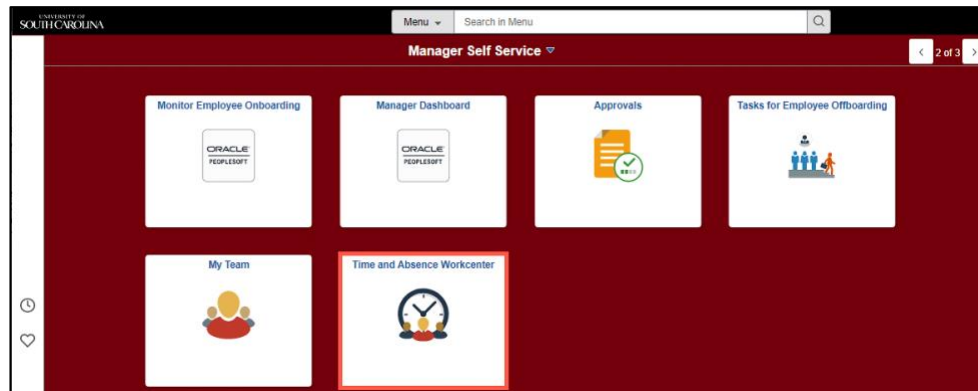 UNIVERSITY OF
SOUTH CAROLINA
Menu
Search in Menu
Manager Self Service
2 of 3
Monitor Employee Onboarding
Manager Dashboard
Approvals
Tasks for Employee Offboarding
ORACLE
PEOPLESOFT
ORACLE
PEOPLESOFT
My Team
Time and Absence Workcenter